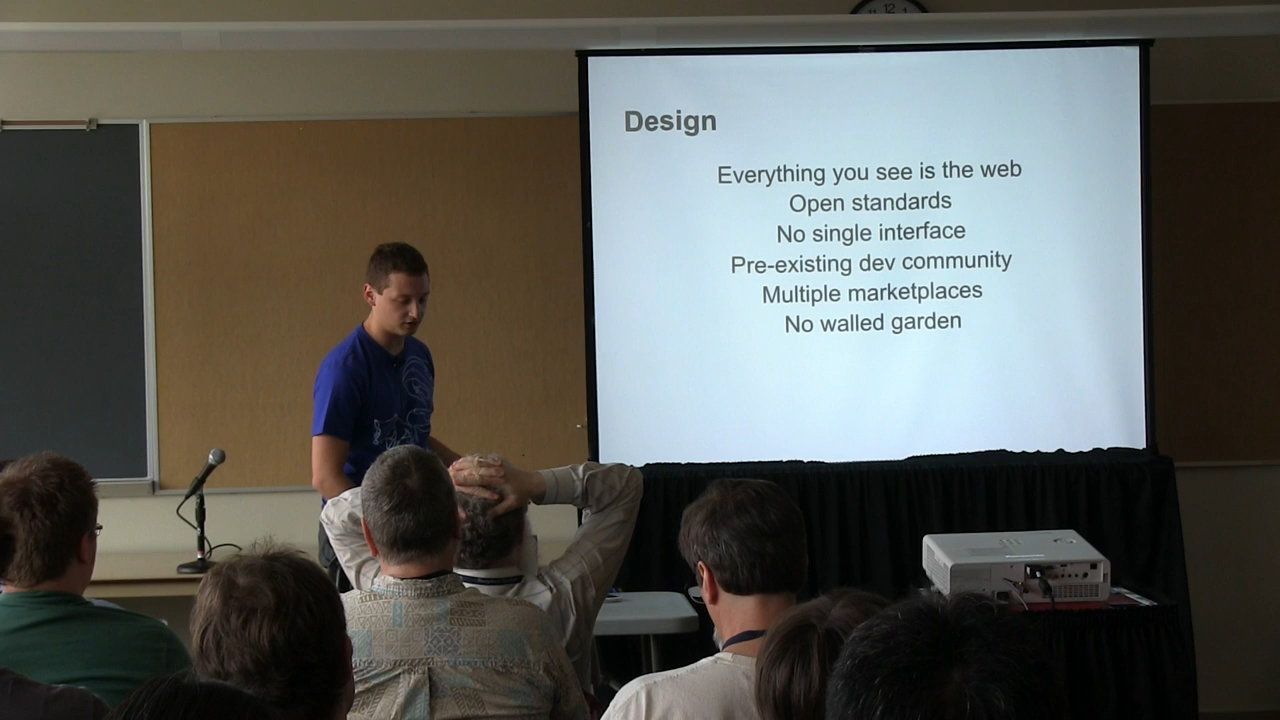 12
Design
Everything you see is the web
Open standards
No single interface
Pre-existing dev community
Multiple marketplaces
No walled garden